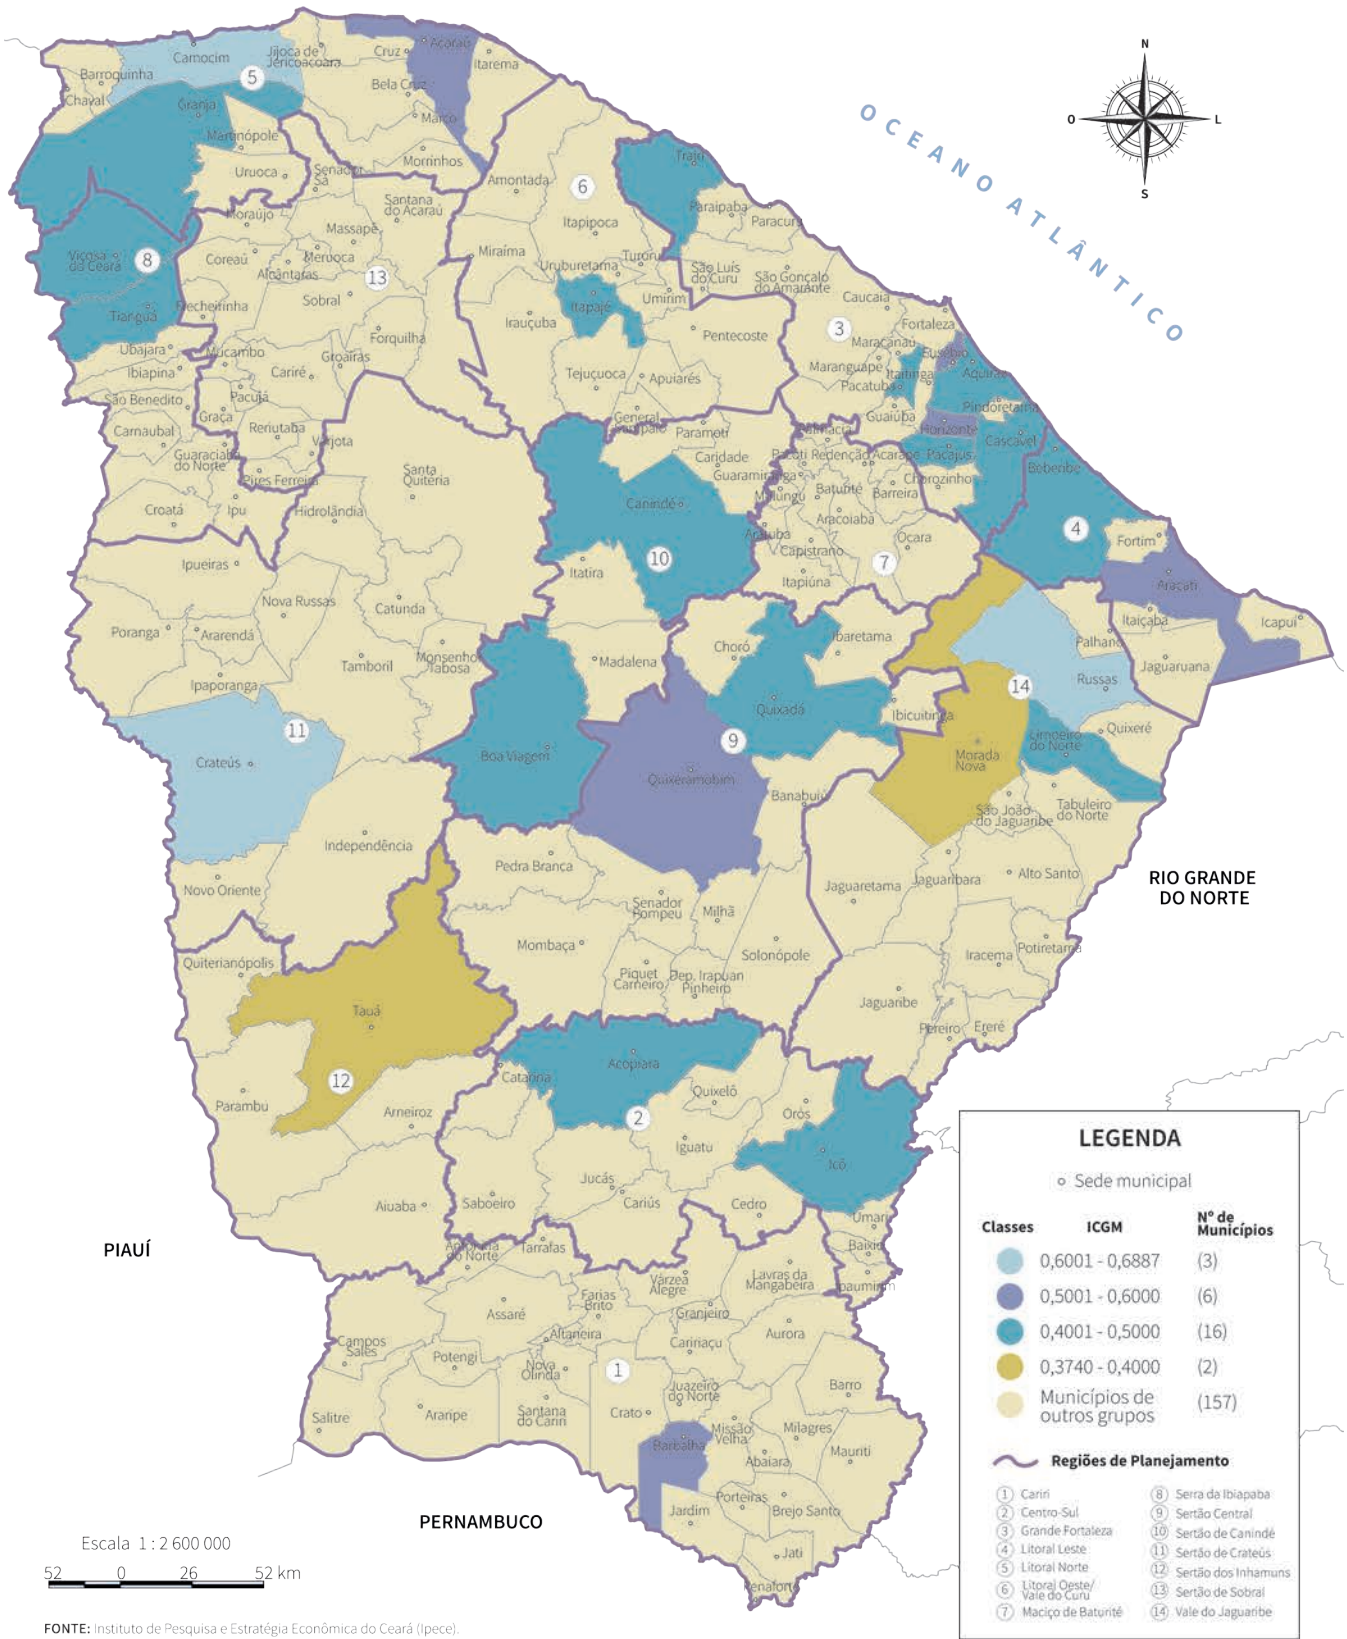 N
O
L
S
OCEANO ATLÂNTICO
Camocim
Jijoca de
Jericoacoara
Cruz
Acaraú
Itarema
Barroquinha
Chaval
5
Bela Cruz
Granja
Marco
Martinópole
Morrinhos
Uruoca
Senador
Sá
Amontada
6
Trairi
Santana
do Acaraú
Paraipaba
Paracuru
Moraújo
Massapê
Itapipoca
Viçosa
do Ceará
8
Coreaú
Meruoca
Alcântaras
13
Miraíma
Uruburetama
Tururu
São Luís
do Curu
São Gonçalo
do Amarante
Tianguá
Frecheirinha
Sobral
Itapajé
Umirim
Caucaia
Irauçuba
Fortaleza
3
Pentecoste
Forquilha
Ubajara
Mucambo
Groaíras
Maracanaú
Eusébio
Ibiapina
Cariré
Tejuçuoca
Apuiarés
Maranguape
Itaitinga
Aquiraz
Pacatuba
São Benedito
Pacujá
Graça
Pindoretama
Guaiúba
General
Sampaio
Carnaubal
Reriutaba
Paramoti
Palmácia
Horizonte
Varjota
Cascavel
Guaraciaba
do Norte
Caridade
Pacoti
Redenção
Acarape
Pacajus
Beberibe
Pires Ferreira
Santa
Quitéria
Guaramiranga
Chorozinho
Mulungu
Baturité
Barreira
Croatá
Ipu
Hidrolândia
Canindé
Aracoiaba
4
Aratuba
Ocara
Fortim
Capistrano
10
7
Ipueiras
Itatira
Itapiúna
Aracati
Nova Russas
Catunda
Itaiçaba
Icapuí
Poranga
Ararendá
Choró
Ibaretama
Palhano
Monsenhor
Tabosa
Madalena
Tamboril
Jaguaruana
Ipaporanga
14
Russas
Quixadá
Ibicuitinga
11
9
Quixeré
Limoeiro
do Norte
Crateús
Boa Viagem
Morada
Nova
Quixeramobim
Banabuiú
Tabuleiro
do Norte
São João
do Jaguaribe
Independência
Pedra Branca
Novo Oriente
Jaguaretama
Jaguaribara
Alto Santo
RIO GRANDE
DO NORTE
Senador
Pompeu
Milhã
Mombaça
Solonópole
Iracema
Potiretama
Quiterianópolis
Piquet
Carneiro
Dep. Irapuan
Pinheiro
Jaguaribe
Tauá
Pereiro
Ereré
Acopiara
Catarina
12
Quixelô
Parambu
Arneiroz
2
Orós
Iguatu
Icó
Jucás
Aiuaba
Saboeiro
Cariús
Cedro
Umari
PIAUÍ
Antonina
do Norte
Tarrafas
Baixio
Várzea
Alegre
Lavras da
Mangabeira
Ipaumirim
Farias
Brito
Assaré
Granjeiro
Altaneira
Aurora
Campos
Sales
Caririaçu
Potengi
Nova
Olinda
1
Barro
Juazeiro
do Norte
Salitre
Araripe
Santana
do Cariri
Crato
Missão
Velha
Milagres
Barbalha
Mauriti
Abaiara
Porteiras
Jardim
Brejo Santo
PERNAMBUCO
Jati
Penaforte
LEGENDA
Sede municipal
Classes ICGM Nº de
Municípios
0,6001 - 0,6887 (3)
0,5001 - 0,6000 (6)
0,4001 - 0,5000 (16)
0,3740 - 0,4000 (2)
Municípios de
outros grupos (157)
Regiões de Planejamento
1 Cariri
2 Centro-Sul
3 Grande Fortaleza
4 Litoral Leste
5 Litoral Norte
6 Litoral Oeste/
Vale do Curu
7 Maciço de Baturité
8 Serra da Ibiapaba
9 Sertão Central
10 Sertão de Canindé
11 Sertão de Crateús
12 Sertão dos Inhamuns
13 Sertão de Sobral
14 Vale do Jaguaribe
Escala 1 : 2 600 000
52 0 26 52 km
FONTE: Instituto de Pesquisa e Estratégia Econômica do Ceará (Ipece).